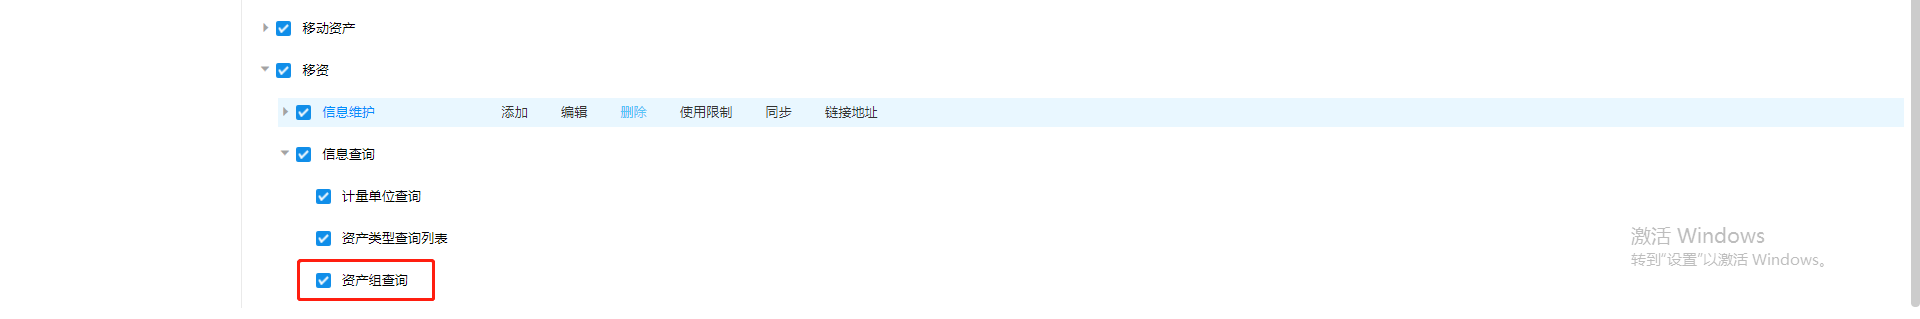 移动资产
移资
信息维护 添加 编辑 删除 使用限制 同步 链接地址
信息查询
计量单位查询
资产类型查询列表
资产组查询
激活 Windows
转到“设置”以激活 Windows。